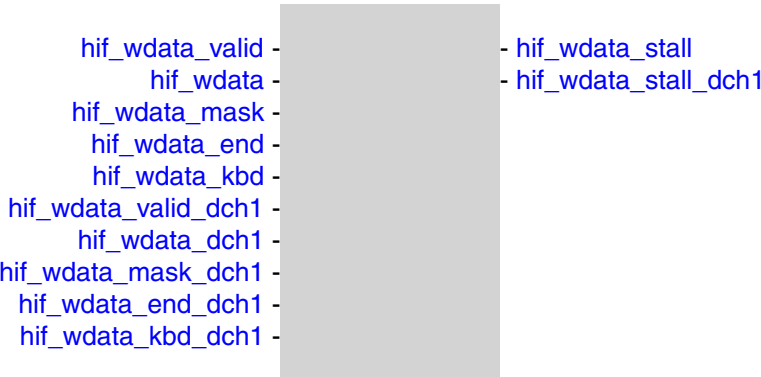 hif_wdata_valid -
hif_wdata -
hif_wdata_mask -
hif_wdata_end -
hif_wdata_kbd -
hif_wdata_valid_dch1 -
hif_wdata_dch1 -
hif_wdata_mask_dch1 -
hif_wdata_end_dch1 -
hif_wdata_kbd_dch1 -
- hif_wdata_stall
- hif_wdata_stall_dch1